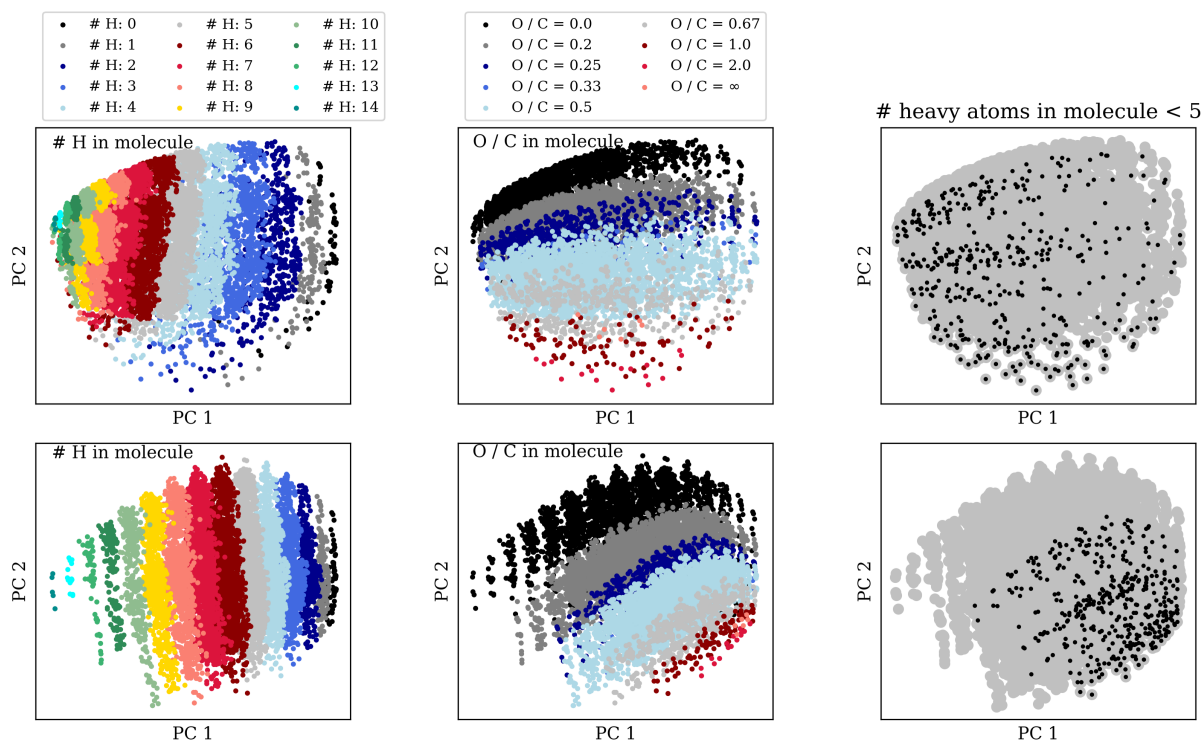 # H: 0 # H: 5 # H: 10
# H: 1 # H: 6 # H: 11
# H: 2 # H: 7 # H: 12
# H: 3 # H: 8 # H: 13
# H: 4 # H: 9 # H: 14
O / C = 0.0 O / C = 0.67
O / C = 0.2 O / C = 1.0
O / C = 0.25 O / C = 2.0
O / C = 0.33 O / C = ∞
O / C = 0.5
# heavy atoms in molecule < 5
# H in molecule
PC 2
PC 1
O / C in molecule
PC 2
PC 1
PC 2
PC 1
# H in molecule
PC 2
PC 1
O / C in molecule
PC 2
PC 1
PC 2
PC 1